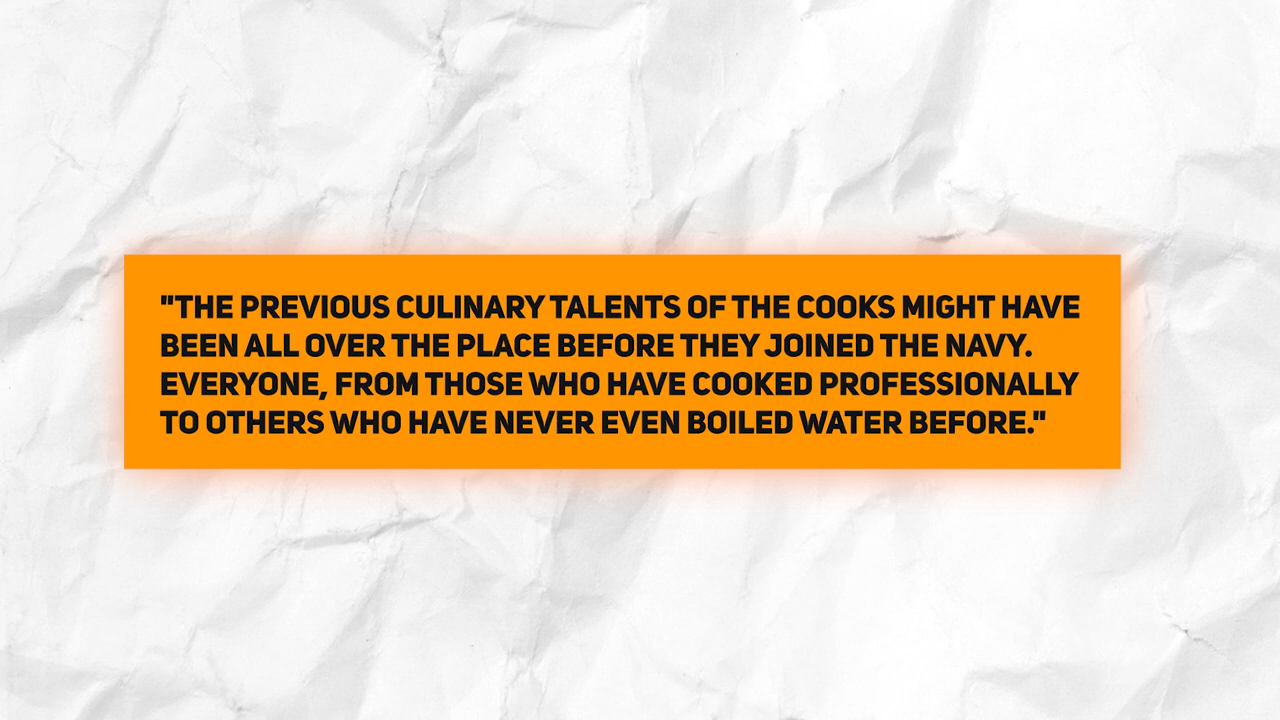 "THE PREVIOUS CULINARY TALENTS OF THE COOKS MIGHT HAVE
BEEN ALL OVER THE PLACE BEFORE THEY JOINED THE NAVY.
EVERYONE, FROM THOSE WHO HAVE COOKED PROFESSIONALLY
TO OTHERS WHO HAVE NEVER EVEN BOILED WATER BEFORE."